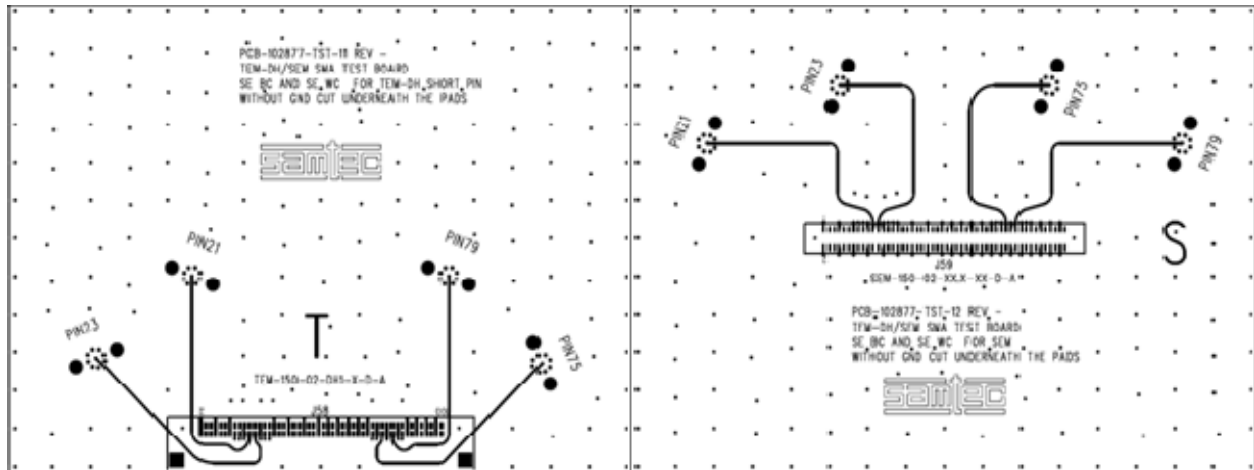 PCB-102877-TST-11 REV -
TEM-DH/SEM SMA TEST BOARD
SE BC AND SE WC FOR TEM-DH SHORT PIN
WITHOUT GND CUT UNDERNEATH THE PADS
samtec
PIN21
PIN79
PIN23
T
PIN75
TEM-150-02-DH1-X-D-A
J58
PIN23
PIN75
PIN21
PIN79
S
J59
SEM-150-02-XX.X-XX-D-A
PCB-102877-TST-12 REV -
TEM-DH/SEM SMA TEST BOARD
SE BC AND SE WC FOR SEM
WITHOUT GND CUT UNDERNEATH THE PADS
samtec